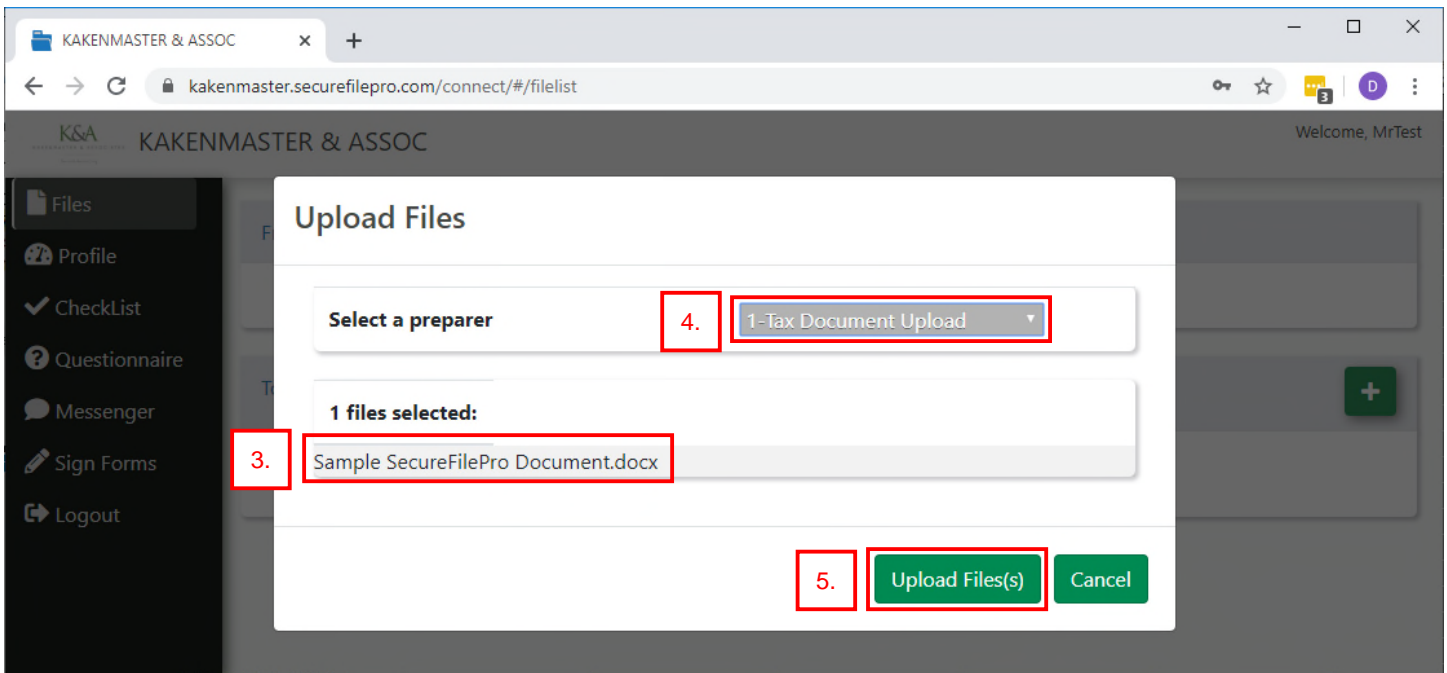 KAKENMASTER & ASSOC
kakenmaster.securefilepro.com/connect/#/filelist
3
D
K&A
KAKENMASTER & ASSOC
Welcome, MrTest
Files
Profile
CheckList
Questionnaire
Messenger
Sign Forms
Logout
Upload Files
Select a preparer
4.
1-Tax Document Upload
1 files selected:
3.
Sample SecureFilePro Document.docx
5.
Upload Files(s)
Cancel